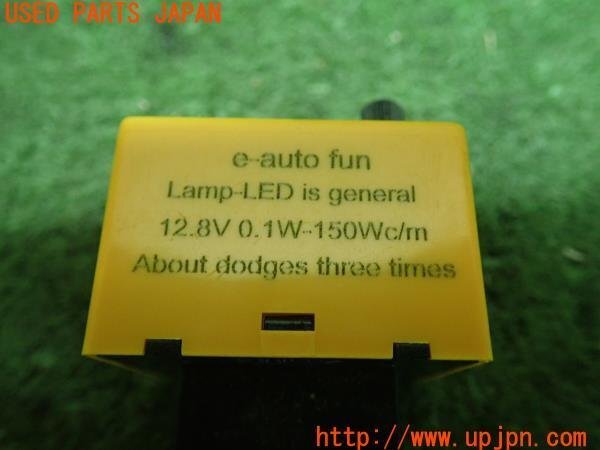 USED PARTS JAPAN
e-auto fun
Lamp-LED is general
12.8V 0.1W-150Wc/m
About dodges three times
http://www.upjpn.com